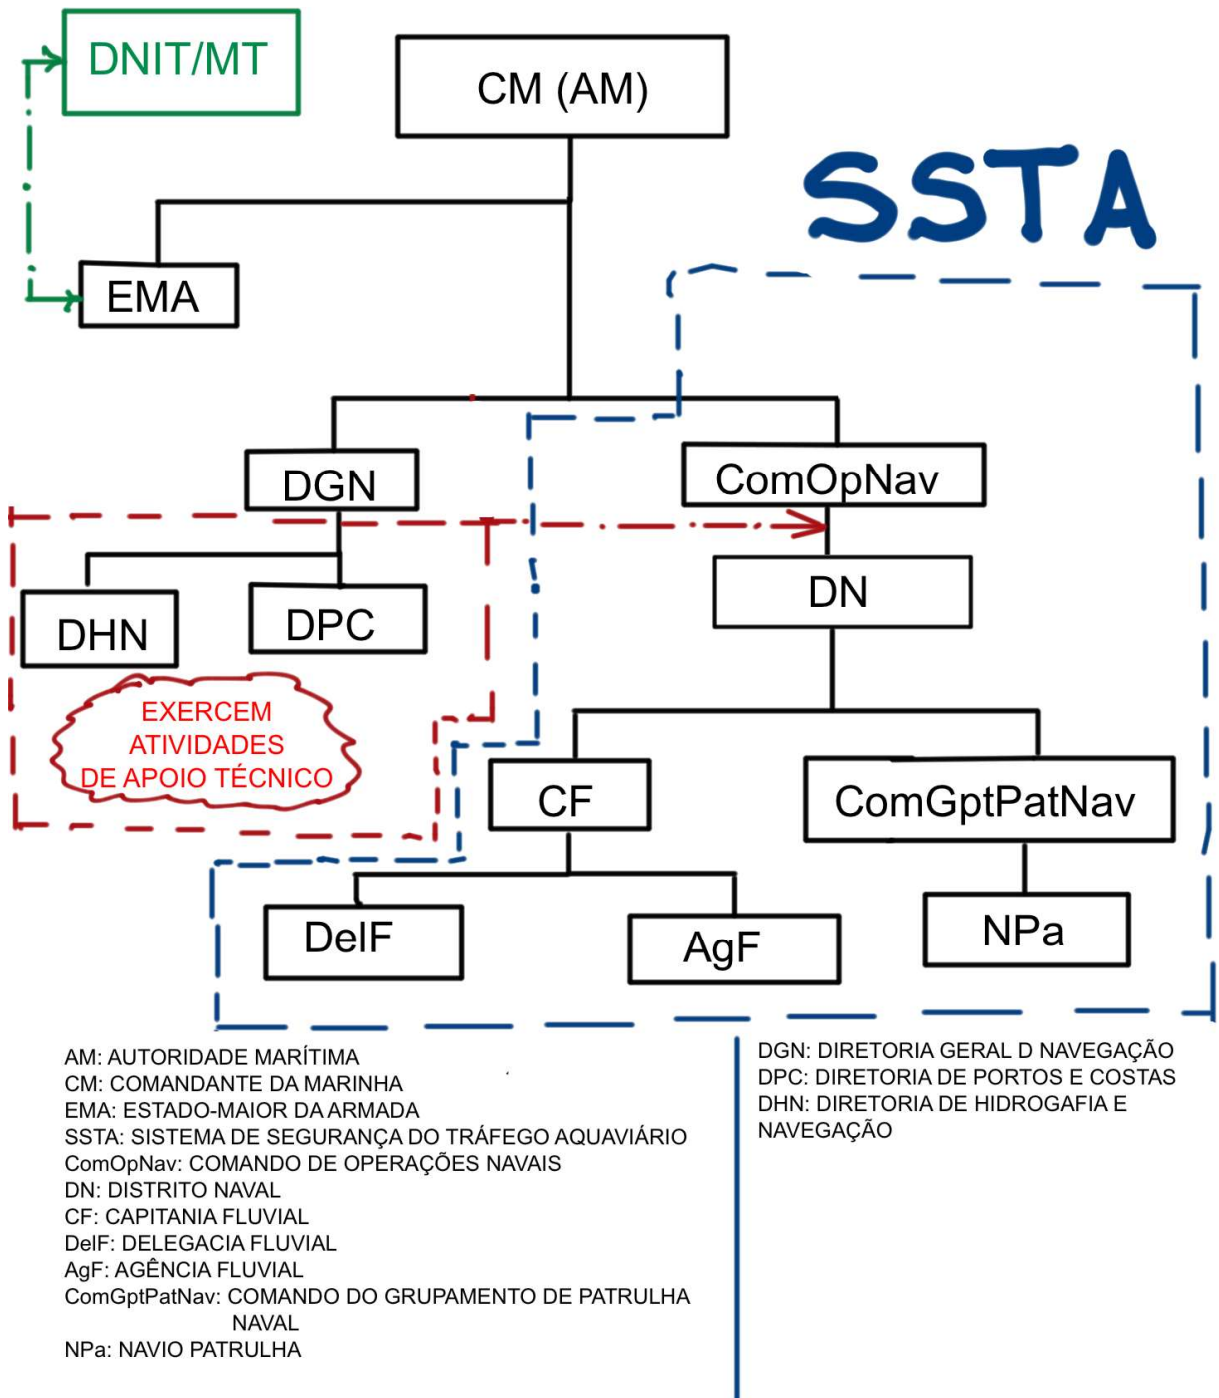 DNIT/MT
CM (AM)
SSTA
EMA
DGN
ComOpNav
DHN
DPC
DN
EXERCEM
ATIVIDADES
DE APOIO TÉCNICO
CF
ComGptPatNav
DelF
AgF
NPa
AM: AUTORIDADE MARÍTIMA
CM: COMANDANTE DA MARINHA
EMA: ESTADO-MAIOR DA ARMADA
SSTA: SISTEMA DE SEGURANÇA DO TRÁFEGO AQUAVIÁRIO
ComOpNav: COMANDO DE OPERAÇÕES NAVAIS
DN: DISTRITO NAVAL
CF: CAPITANIA FLUVIAL
DelF: DELEGACIA FLUVIAL
AgF: AGÊNCIA FLUVIAL
ComGptPatNav: COMANDO DO GRUPAMENTO DE PATRULHA
NAVAL
NPa: NAVIO PATRULHA
DGN: DIRETORIA GERAL D NAVEGAÇÃO
DPC: DIRETORIA DE PORTOS E COSTAS
DHN: DIRETORIA DE HIDROGAFIA E
NAVEGAÇÃO